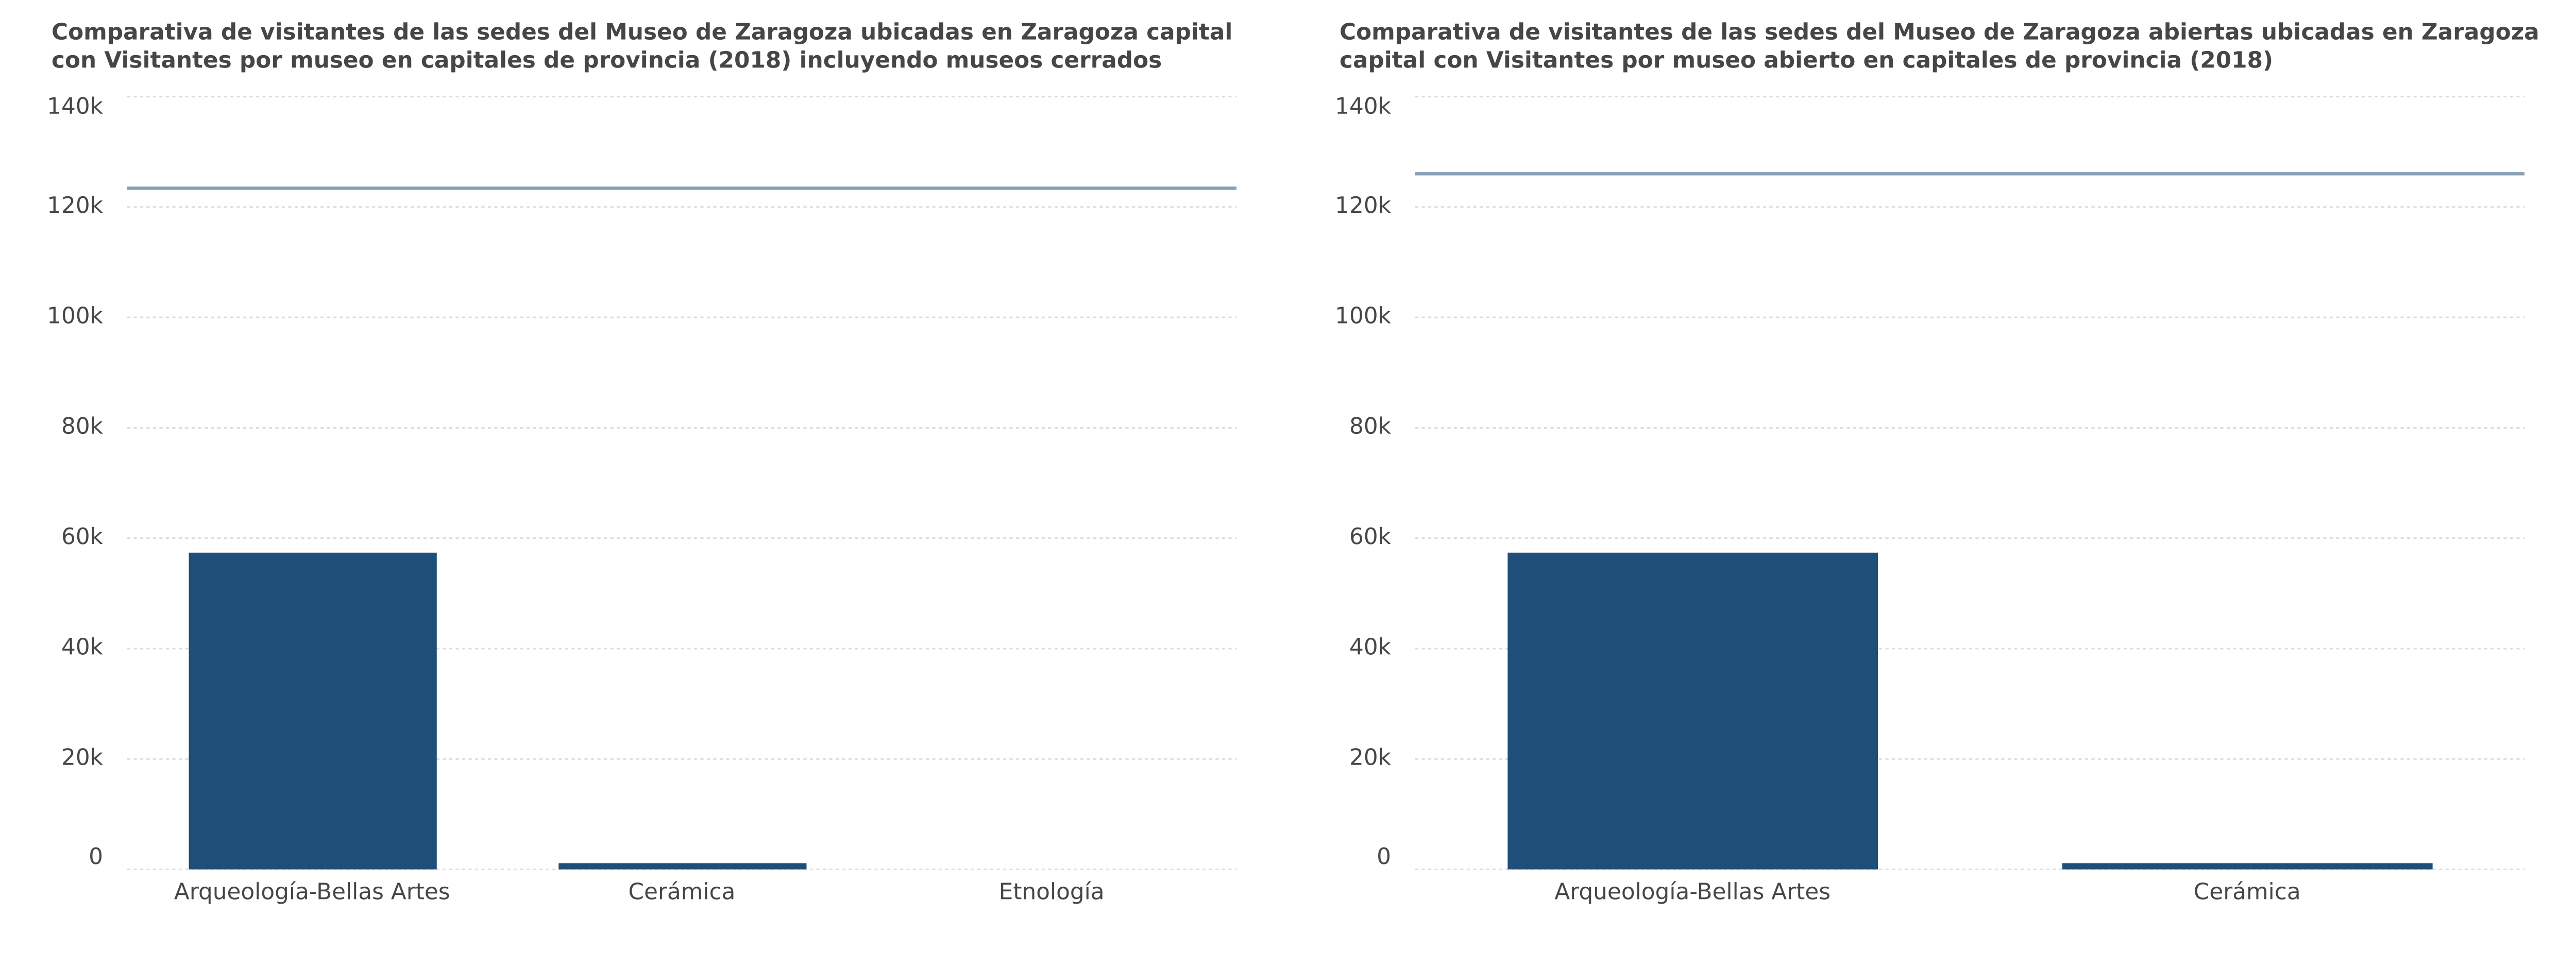 Comparativa de visitantes de las sedes del Museo de Zaragoza ubicadas en Zaragoza capital
con Visitantes por museo en capitales de provincia (2018) incluyendo museos cerrados
140k
120k
100k
80k
60k
40k
20k
0
Arqueología-Bellas Artes
Cerámica
Etnología
Comparativa de visitantes de las sedes del Museo de Zaragoza abiertas ubicadas en Zaragoza
capital con Visitantes por museo abierto en capitales de provincia (2018)
140k
120k
100k
80k
60k
40k
20k
0
Arqueología-Bellas Artes
Cerámica